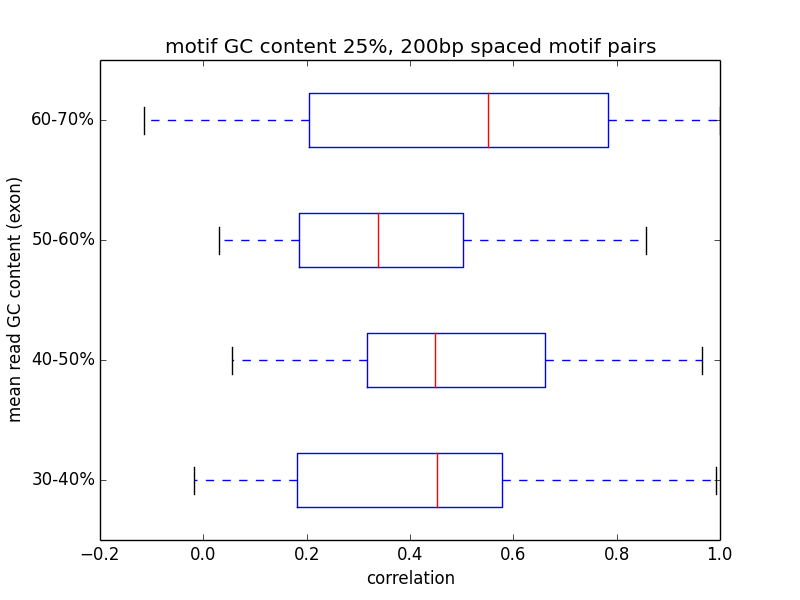 motif GC content 25%, 200bp spaced motif pairs
mean read GC content (exon)
60-70%
50-60%
40-50%
30-40%
−0.2 0.0 0.2 0.4 0.6 0.8 1.0
correlation